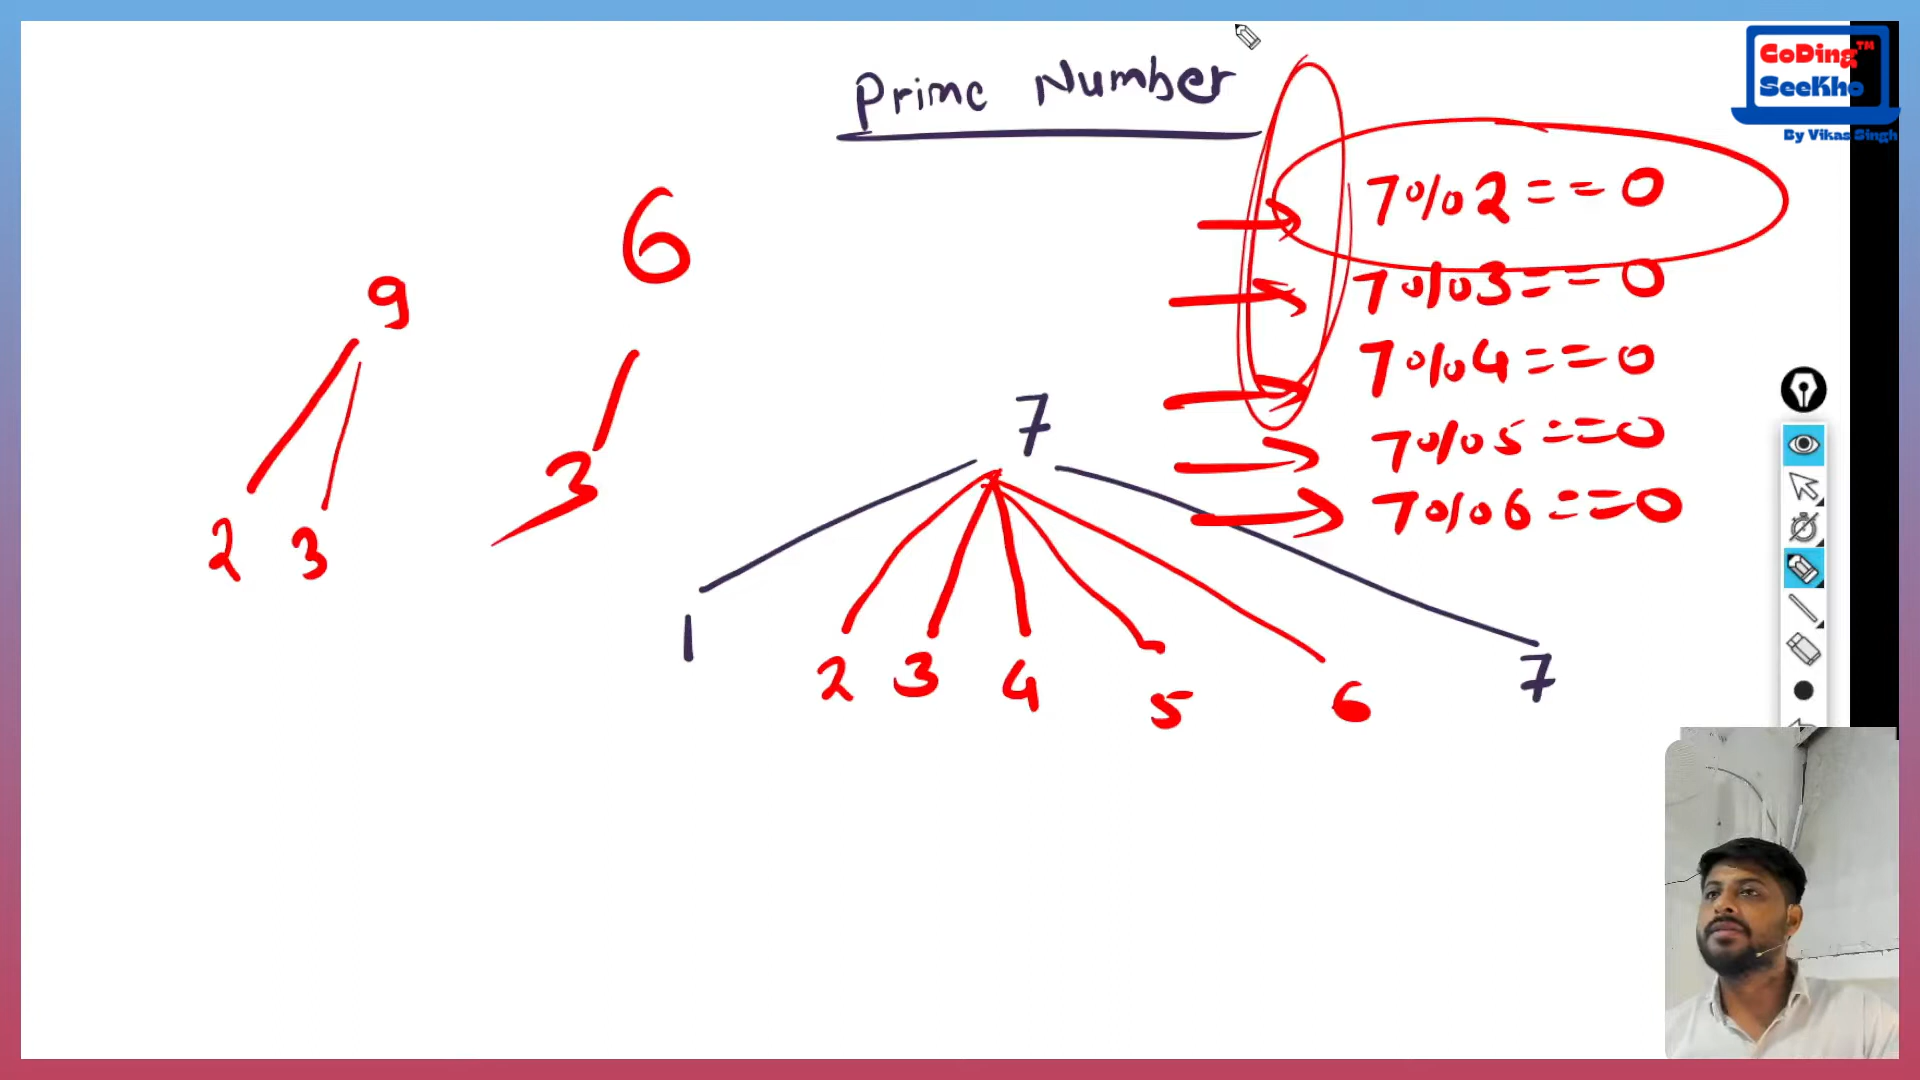 Prime Number
CoDing™
SeeKho
By Vikas Singh
6
9
7%2==0
7%3==0
7%4==0
7%5==0
7%6==0
7
3
2 3
1 2 3 4 5 6 7